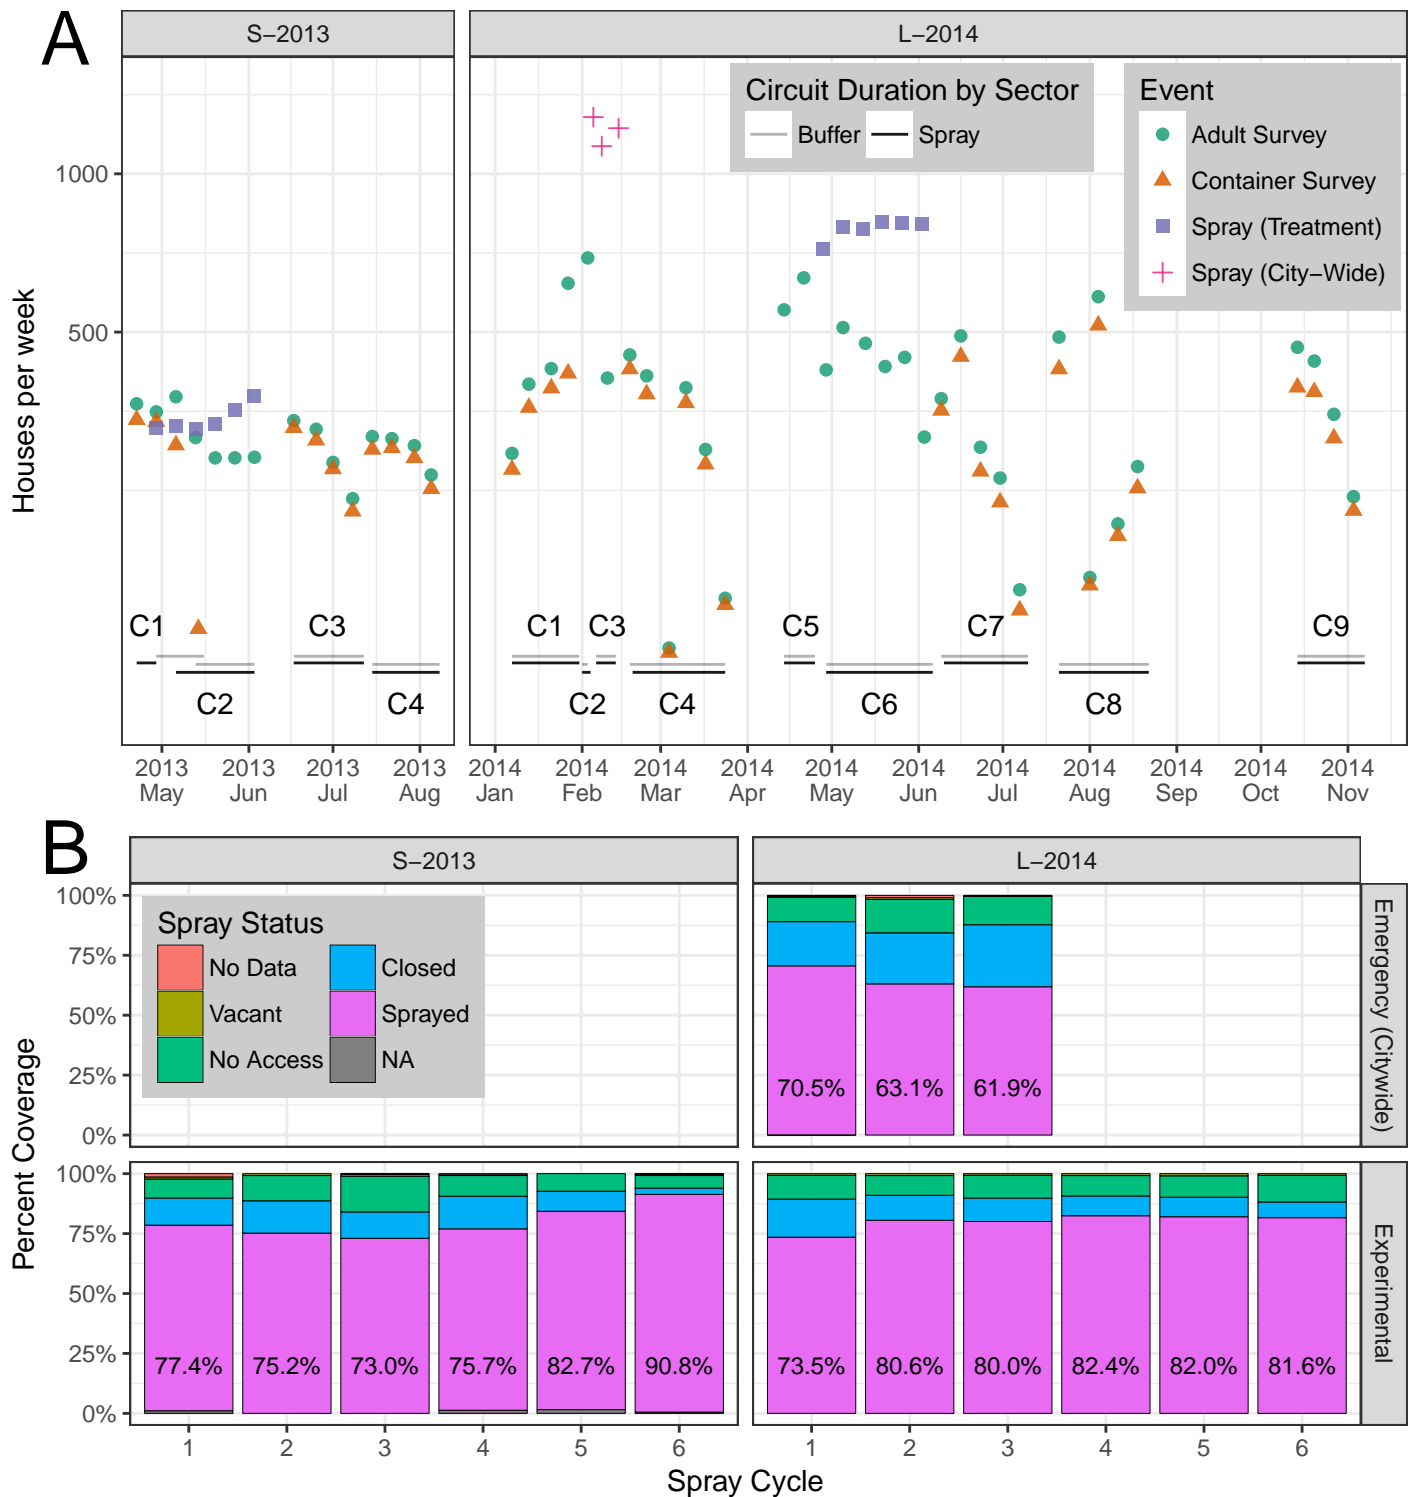 A
S−2013
L−2014
Circuit Duration by Sector
Buffer
Spray
Event
Adult Survey
Container Survey
Spray (Treatment)
Spray (City−Wide)
Houses per week
1000
500
C1
C3
C2
C4
C1
C3
C5
C7
C9
C2
C4
C6
C8
2013 2013 2013 2013 2014 2014 2014 2014 2014 2014 2014 2014 2014 2014 2014
May Jun Jul Aug Jan Feb Mar Apr May Jun Jul Aug Sep Oct Nov
B
S−2013
L−2014
Percent Coverage
100%
75%
50%
25%
0%
Spray Status
No Data
Closed
Vacant
Sprayed
No Access
NA
70.5% 63.1% 61.9%
Emergency (Citywide)
100%
75%
50%
25%
0%
77.4% 75.2% 73.0% 75.7% 82.7% 90.8%
73.5% 80.6% 80.0% 82.4% 82.0% 81.6%
Experimental
1 2 3 4 5 6 1 2 3 4 5 6
Spray Cycle